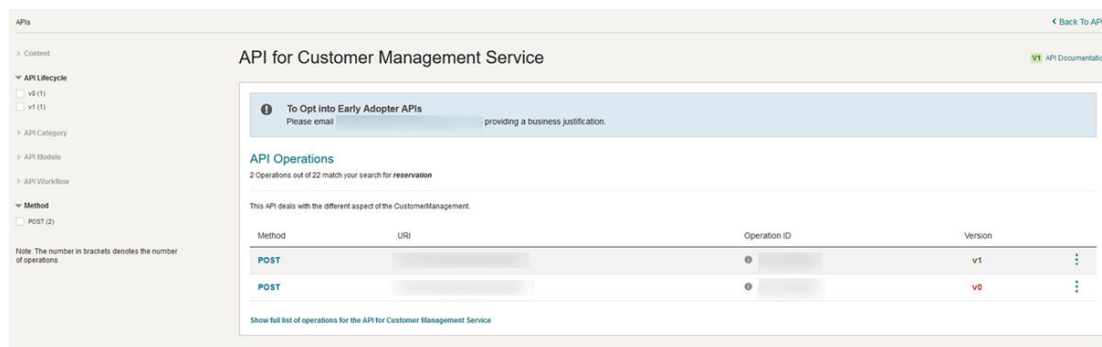 APIs
Back To AP
Content
API Lifecycle
v0 (1)
v1 (1)
API Category
API Module
API Workflow
Method
POST (2)
Note: The number in brackets denotes the number
of operations
API for Customer Management Service
V1 API Documentatio
To Opt into Early Adopter APIs
Please email providing a business justification.
API Operations
2 Operations out of 22 match your search for reservation
This API deals with the different aspect of the CustomerManagement.
Method URI Operation ID Version
POST v1
POST v0
Show full list of operations for the API for Customer Management Service